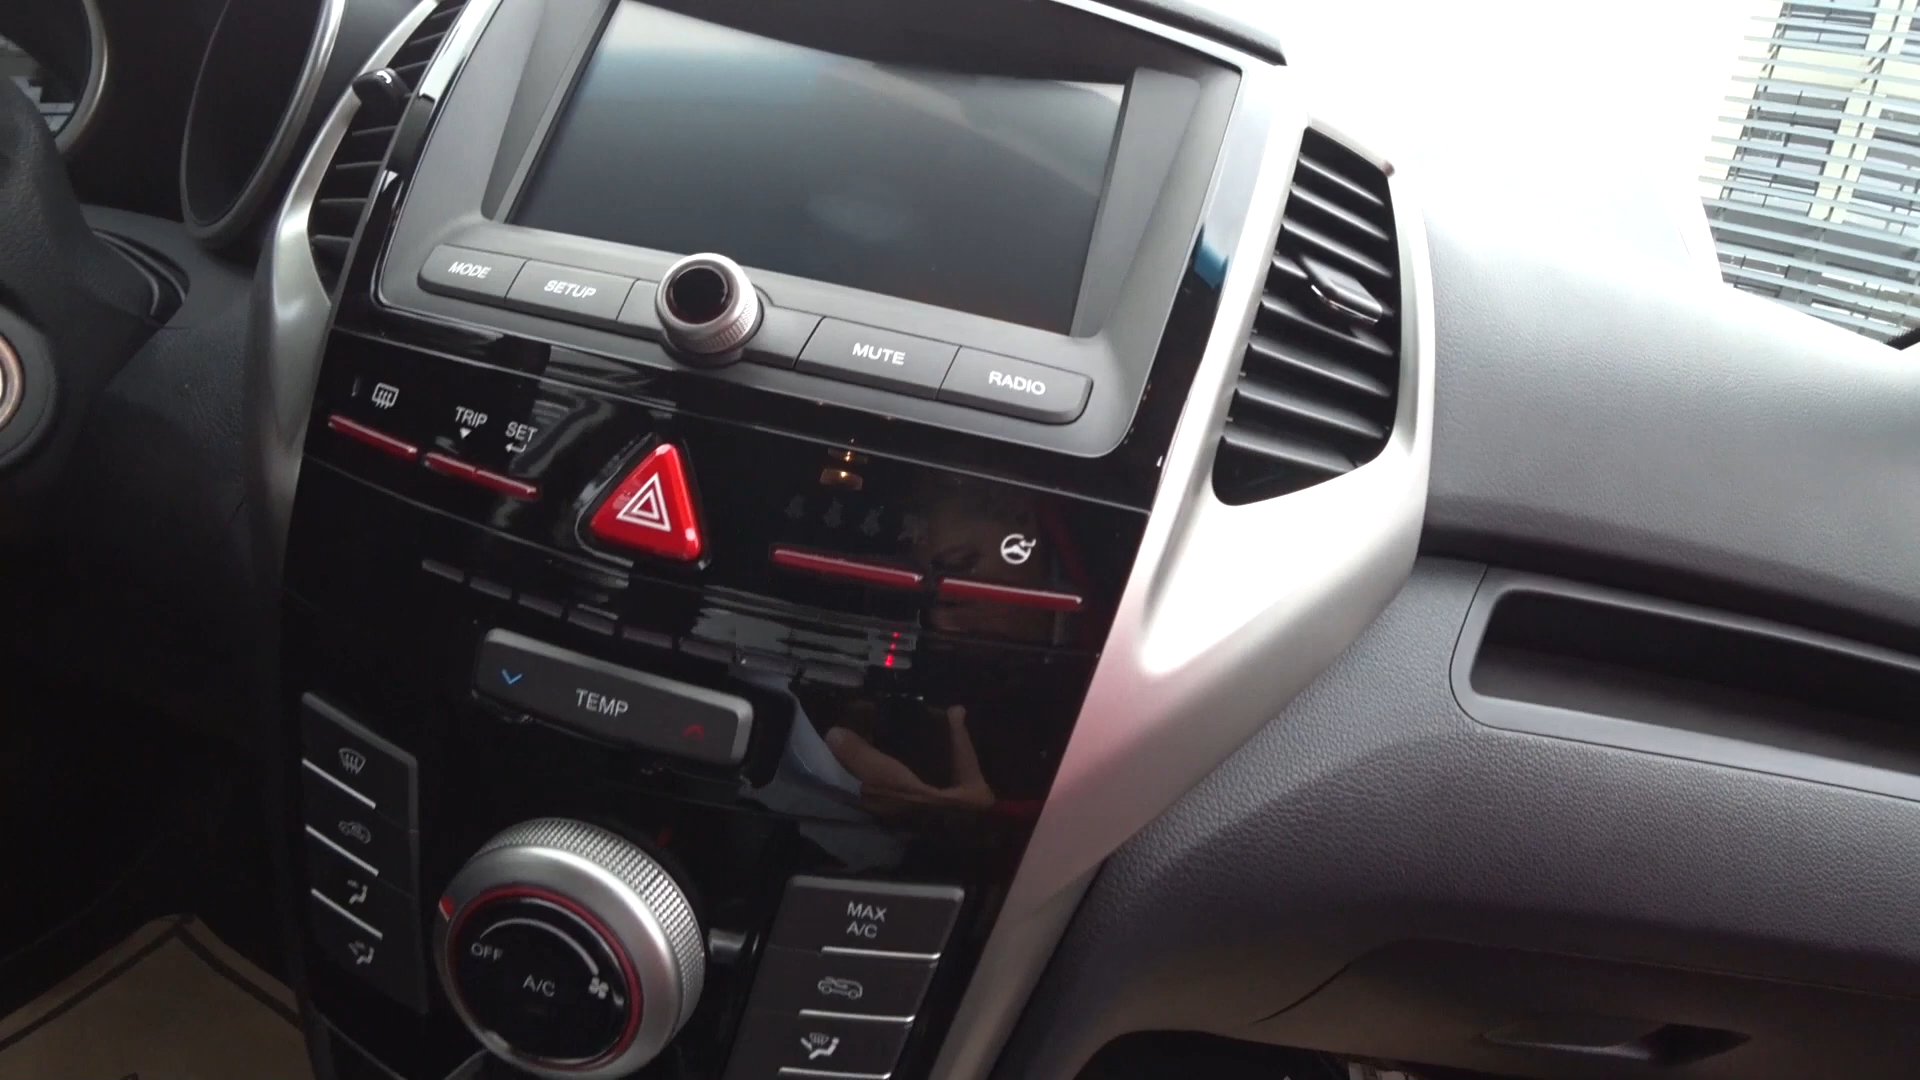 MODE
SETUP
MUTE
RADIO
TRIP
SET
TEMP
OFF
A/C
MAX
A/C